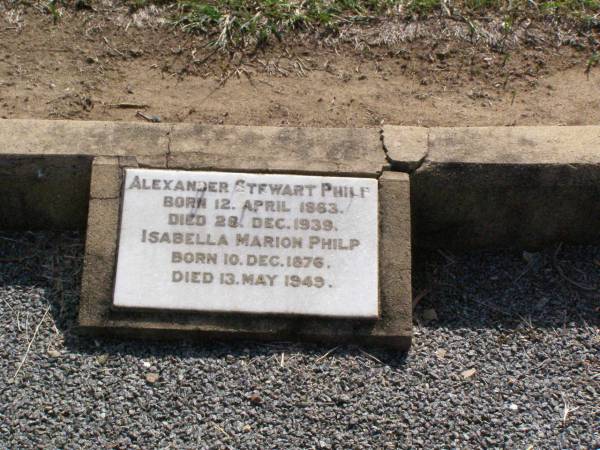 ALEXANDER STEWART PHILP
BORN 12. APRIL 1863.
DIED 28. DEC. 1939.
ISABELLA MARION PHILP
BORN 10. DEC. 1876.
DIED 13. MAY 1949.